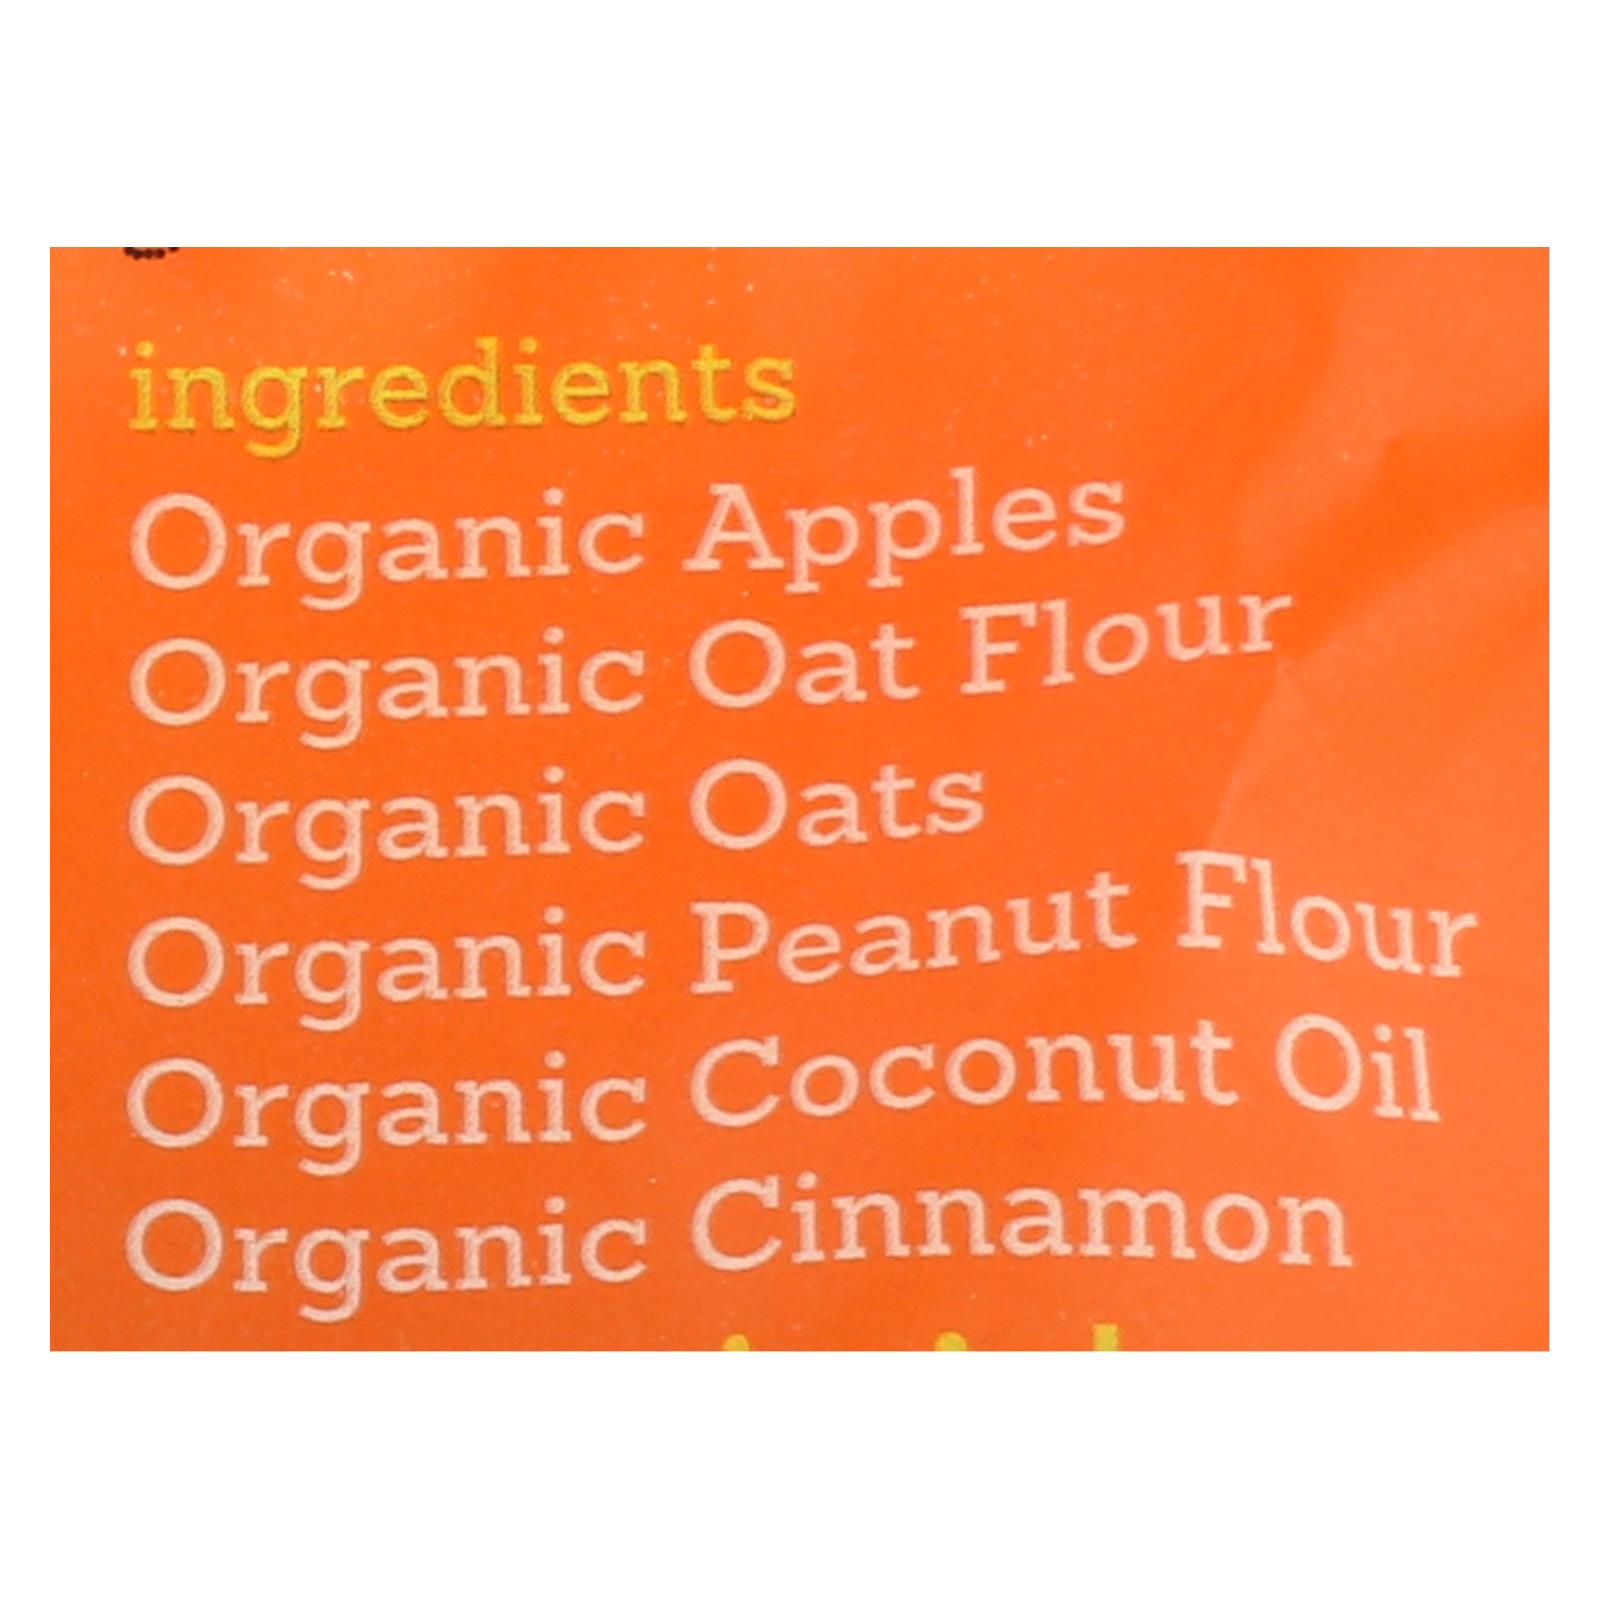 ingredients
Organic Apples
Organic Oat Flour
Organic Oats
Organic Peanut Flour
Organic Coconut Oil
Organic Cinnamon